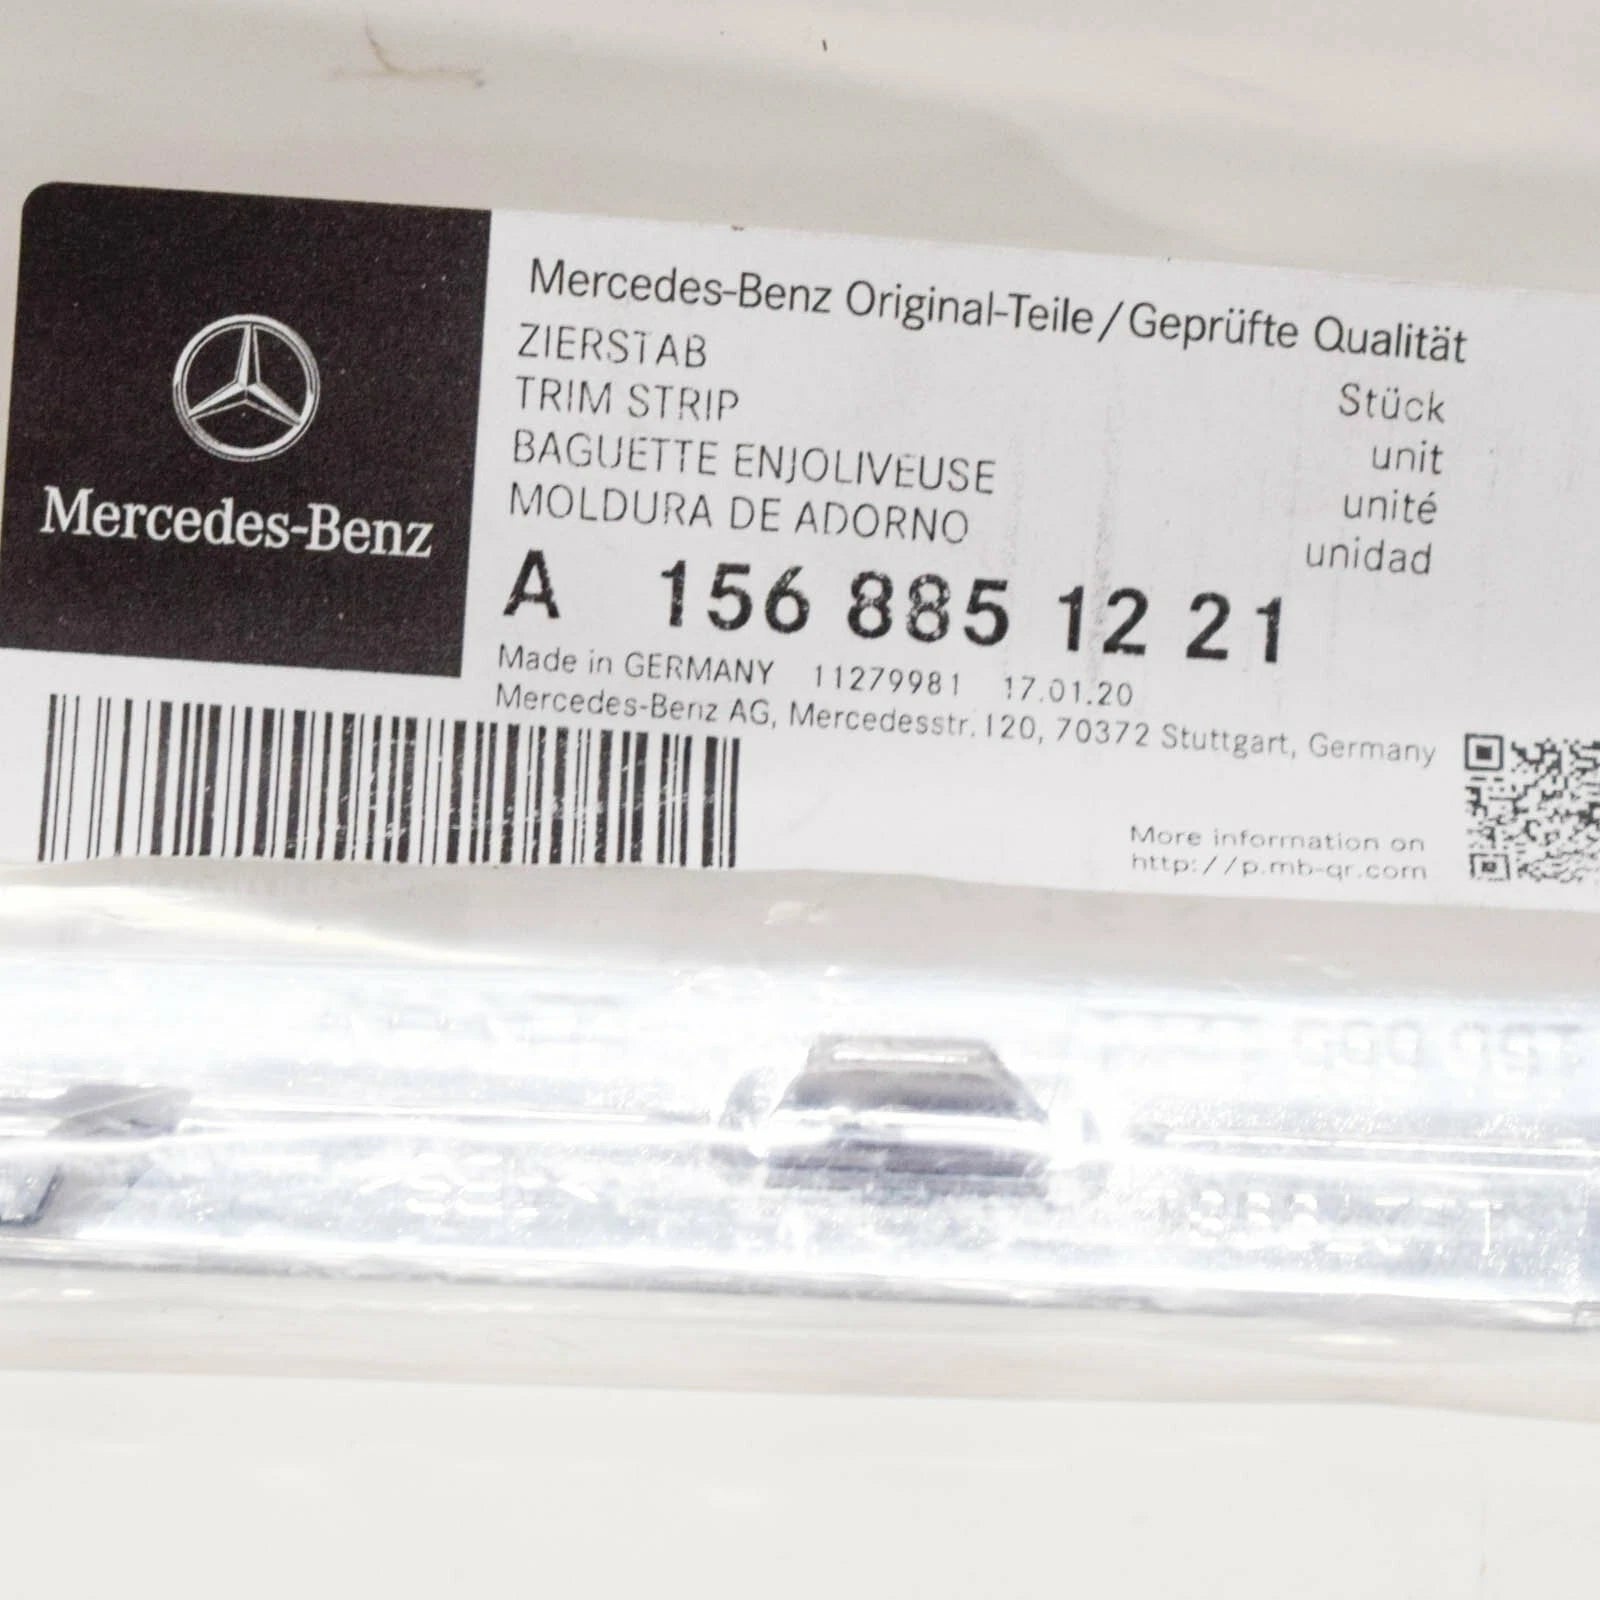 Mercedes-Benz
Mercedes-Benz Original-Teile/Geprüfte Qualität
ZIERSTAB
TRIM STRIP
BAGUETTE ENJOLIVEUSE
MOLDURA DE ADORNO
Stück
unit
unité
unidad
A 156 885 12 21
Made in GERMANY 11279981 17.01.20
Mercedes-Benz AG, Mercedesstr. 120, 70372 Stuttgart, Germany
More information on
http://p.mb-qr.com